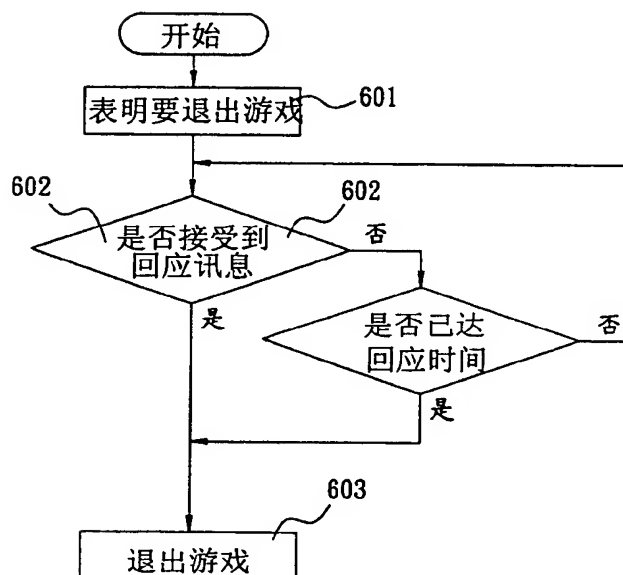 开始
表明要退出游戏
601
602
602
是否接受到
回应讯息
否
是
是否已达
回应时间
否
是
603
退出游戏